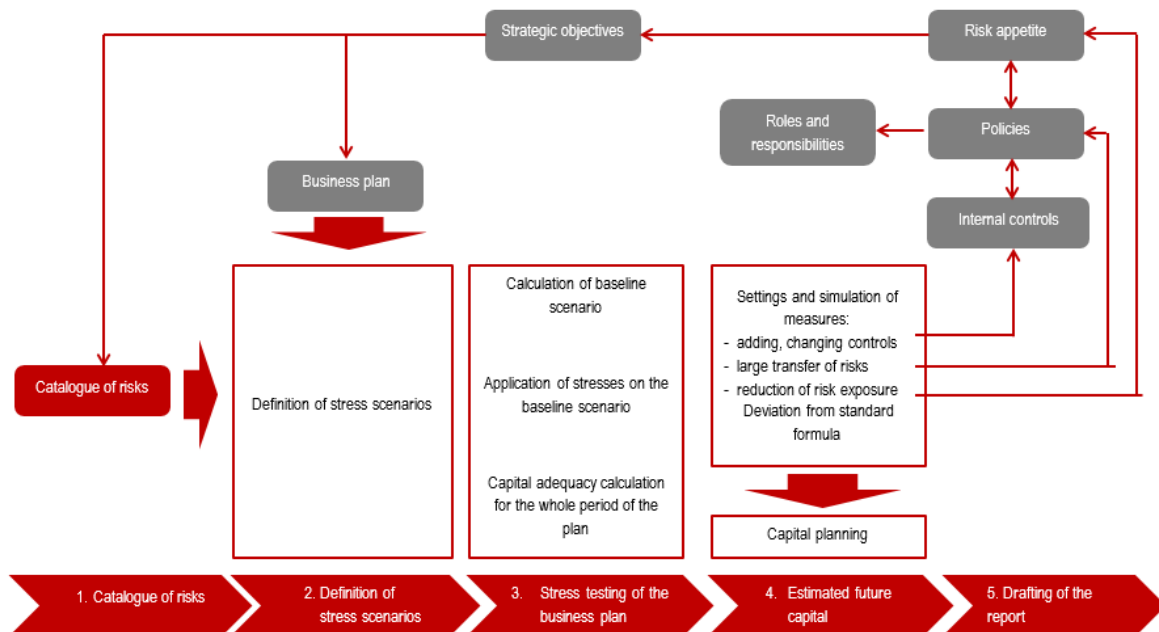 Strategic objectives
Risk appetite
Roles and
responsibilities
Policies
Business plan
Internal controls
Catalogue of risks
Definition of stress scenarios
Calculation of baseline
scenario
Application of stresses on the
baseline scenario
Capital adequacy calculation
for the whole period of the
plan
Settings and simulation of
measures:
- adding, changing controls
- large transfer of risks
- reduction of risk exposure
Deviation from standard
formula
Capital planning
1. Catalogue of risks
2. Definition of
stress scenarios
3. Stress testing of the
business plan
4. Estimated future
capital
5. Drafting of the
report